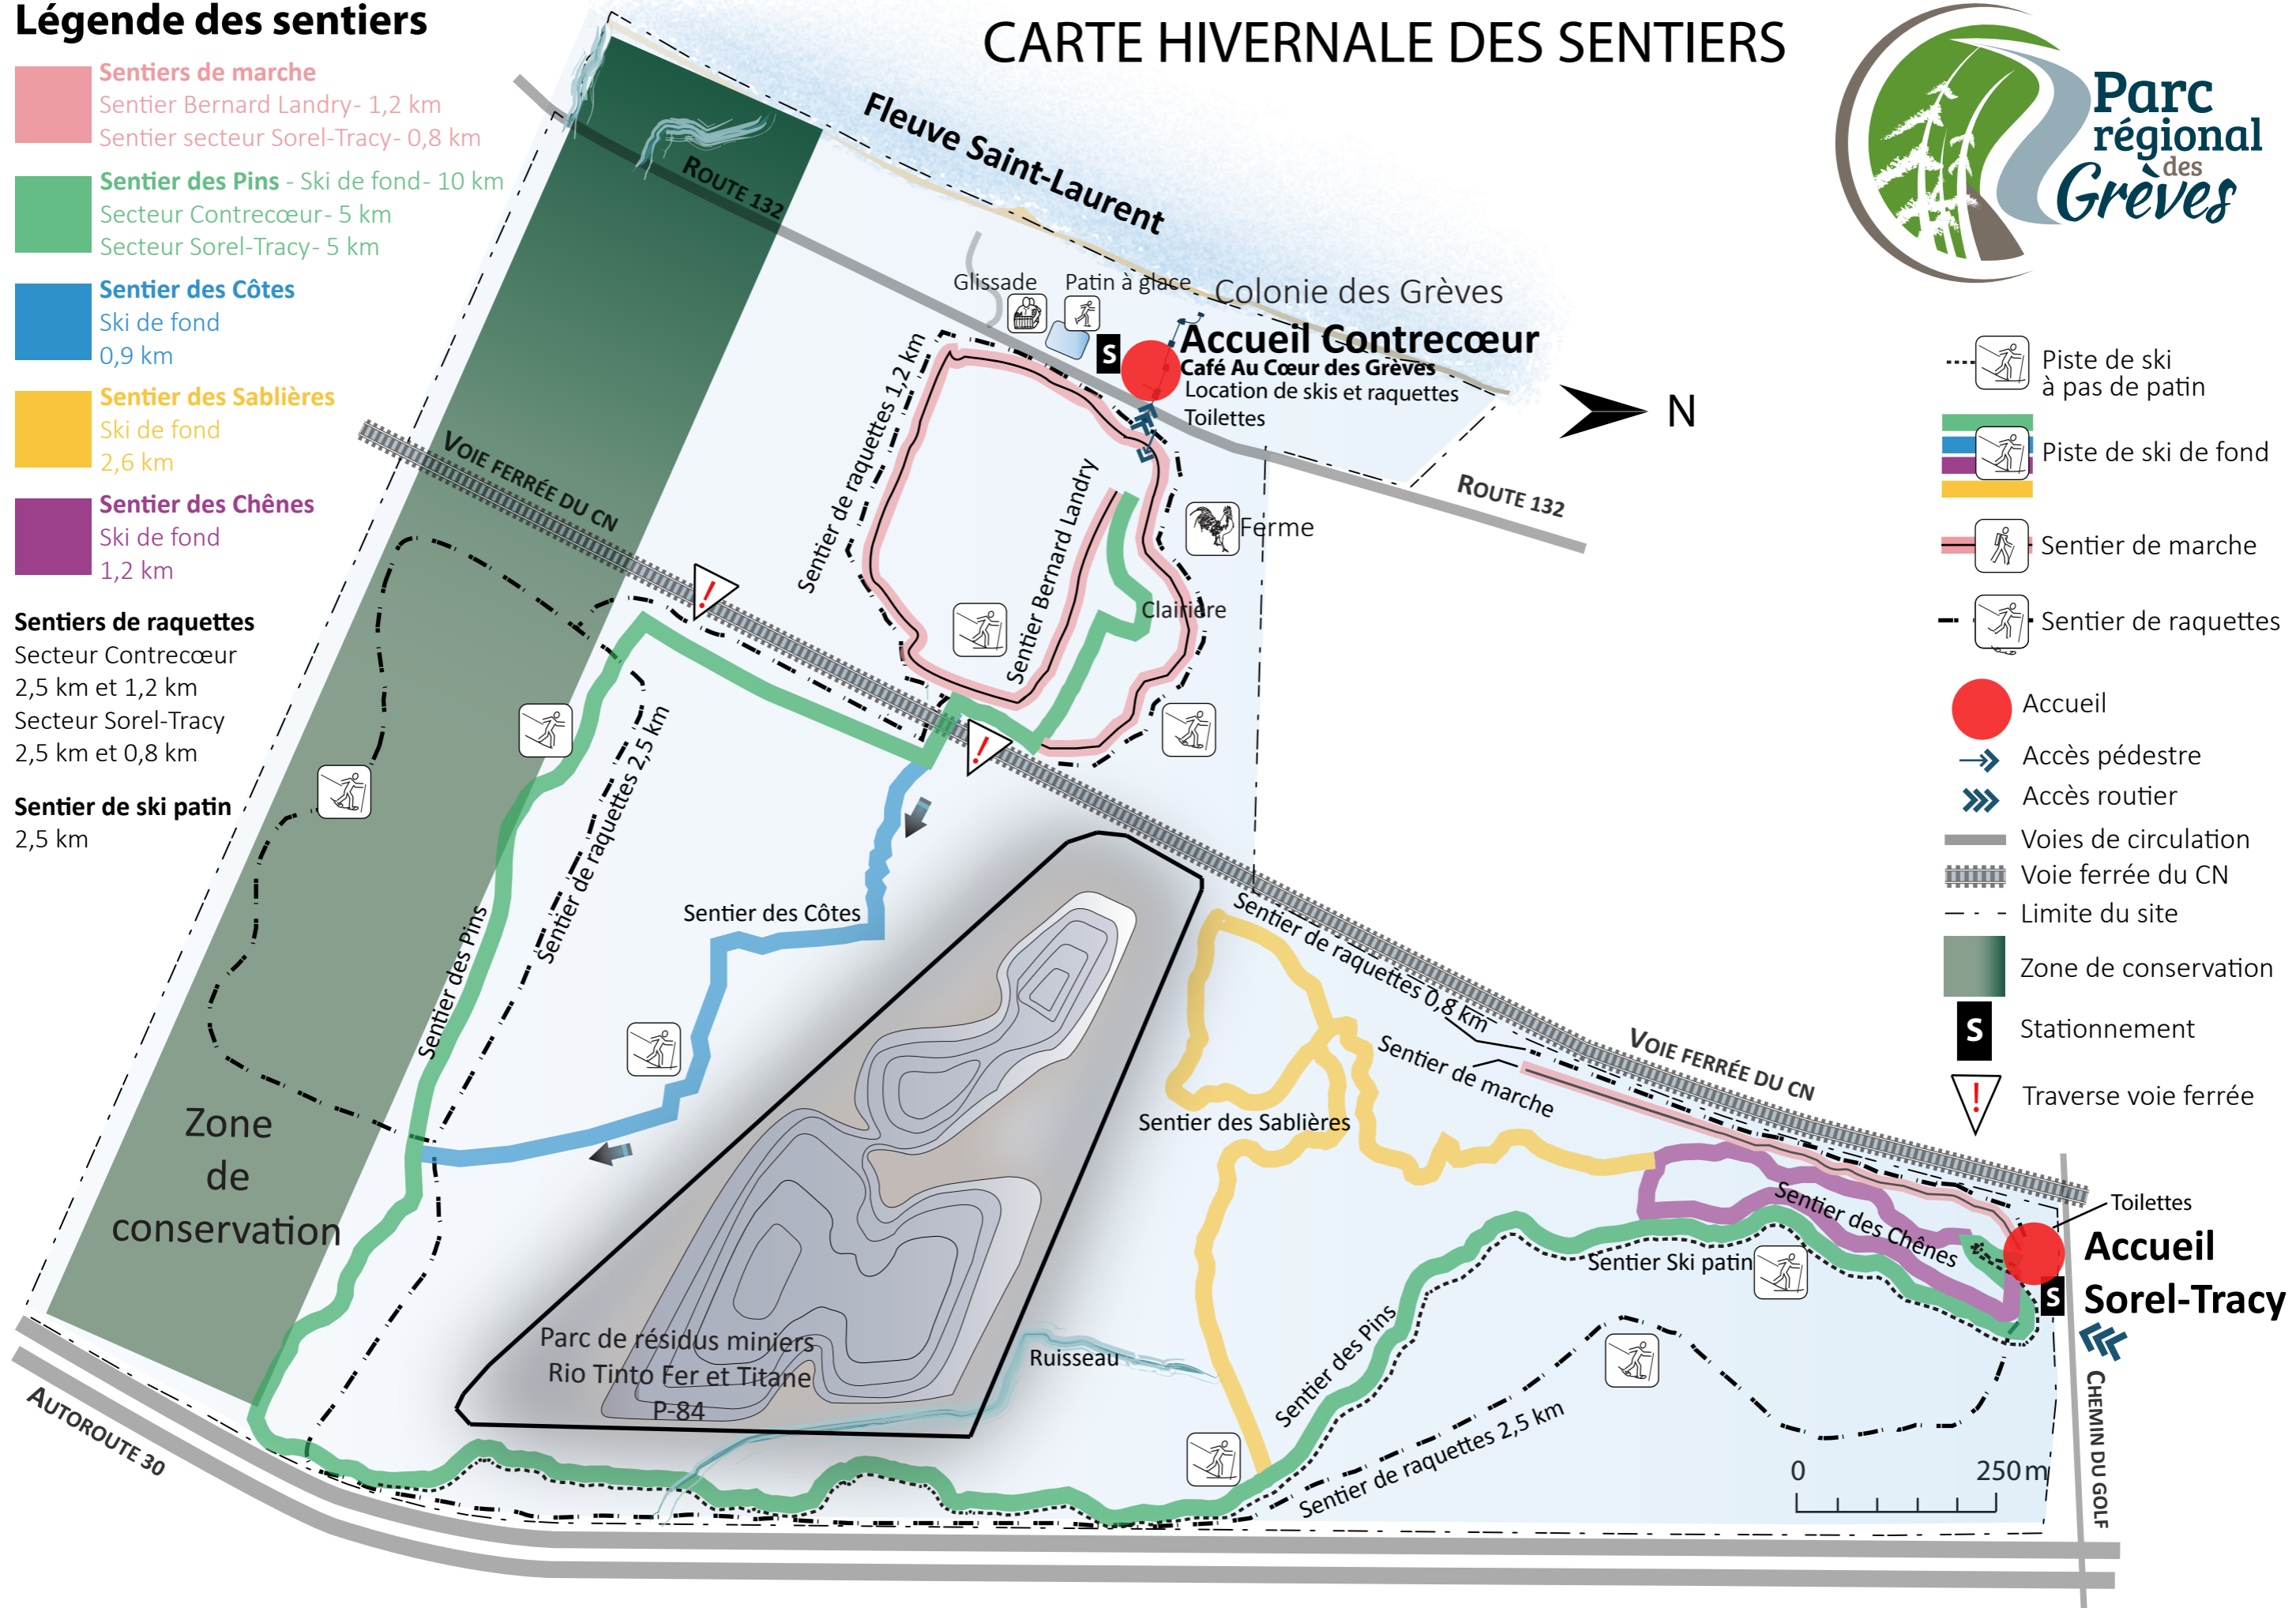 Légende des sentiers
Sentiers de marche
Sentier Bernard Landry - 1,2 km
Sentier secteur Sorel-Tracy - 0,8 km
Sentier des Pins - Ski de fond - 10 km
Secteur Contrecœur - 5 km
Secteur Sorel-Tracy - 5 km
Sentier des Côtes
Ski de fond
0,9 km
Sentier des Sablières
Ski de fond
2,6 km
Sentier des Chênes
Ski de fond
1,2 km
Sentiers de raquettes
Secteur Contrecœur
2,5 km et 1,2 km
Secteur Sorel-Tracy
2,5 km et 0,8 km
Sentier de ski patin
2,5 km
CARTE HIVERNALE DES SENTIERS
Parc
régional
des
Grèves
Fleuve Saint-Laurent
ROUTE 132
Glissade
Patin à glace
Colonie des Grèves
S
Accueil Contrecœur
Café Au Cœur des Grèves
Location de skis et raquettes
Toilettes
N
ROUTE 132
VOIE FERRÉE DU CN
Sentier de raquettes 1,2 km
Sentier Bernard Landry
Ferme
Clairière
!
!
Sentier de raquettes 2,5 km
Sentier des Pins
Sentier des Côtes
Zone
de
conservation
Sentier de raquettes 0,8 km
Sentier de marche
VOIE FERRÉE DU CN
Sentier des Sablières
Sentier des Chênes
Sentier Ski patin
Toilettes
Accueil
Sorel-Tracy
S
CHEMIN DU GOLF
Parc de résidus miniers
Rio Tinto Fer et Titane
P-84
Ruisseau
Sentier des Pins
Sentier de raquettes 2,5 km
0 250 m
AUTOROUTE 30
Piste de ski
à pas de patin
Piste de ski de fond
Sentier de marche
Sentier de raquettes
Accueil
Accès pédestre
Accès routier
Voies de circulation
Voie ferrée du CN
Limite du site
Zone de conservation
S
Stationnement
!
Traverse voie ferrée